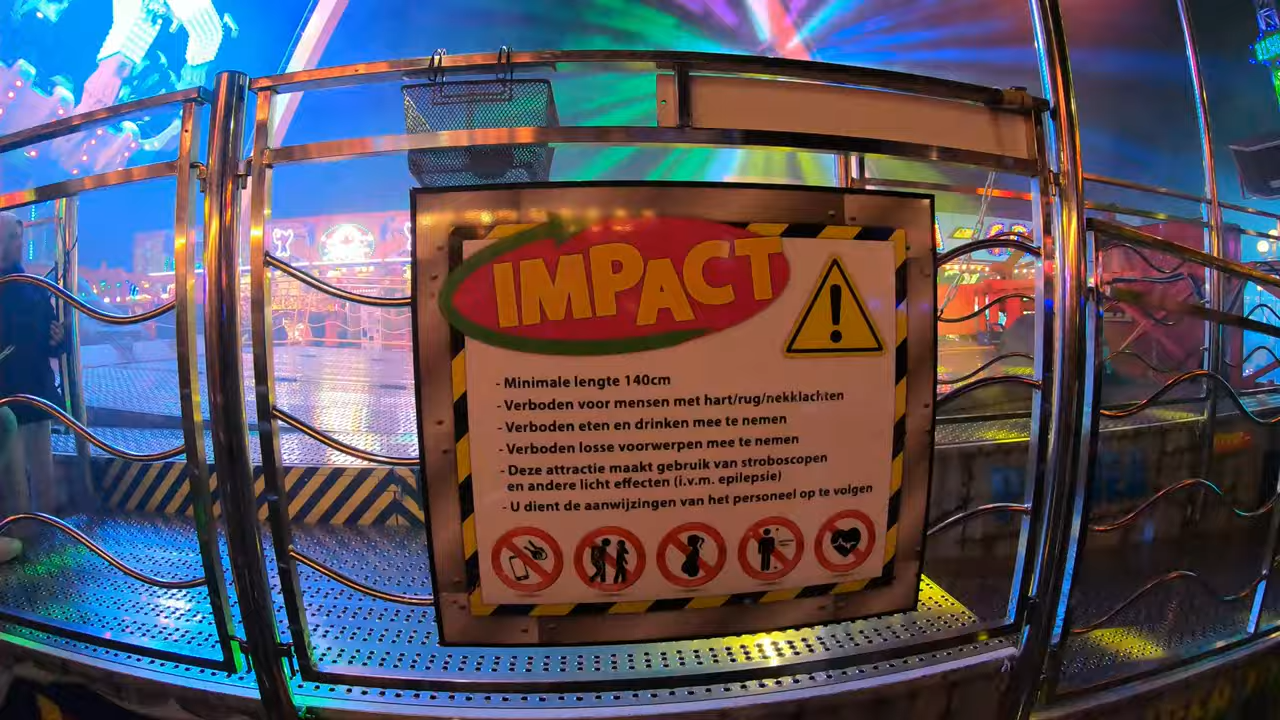 IMPACT
- Minimale lengte 140cm
- Verboden voor mensen met hart/rug/nekklachten
- Verboden eten en drinken mee te nemen
- Verboden losse voorwerpen mee te nemen
- Deze attractie maakt gebruik van stroboscopen
en andere licht effecten (i.v.m. epilepsie)
- U dient de aanwijzingen van het personeel op te volgen